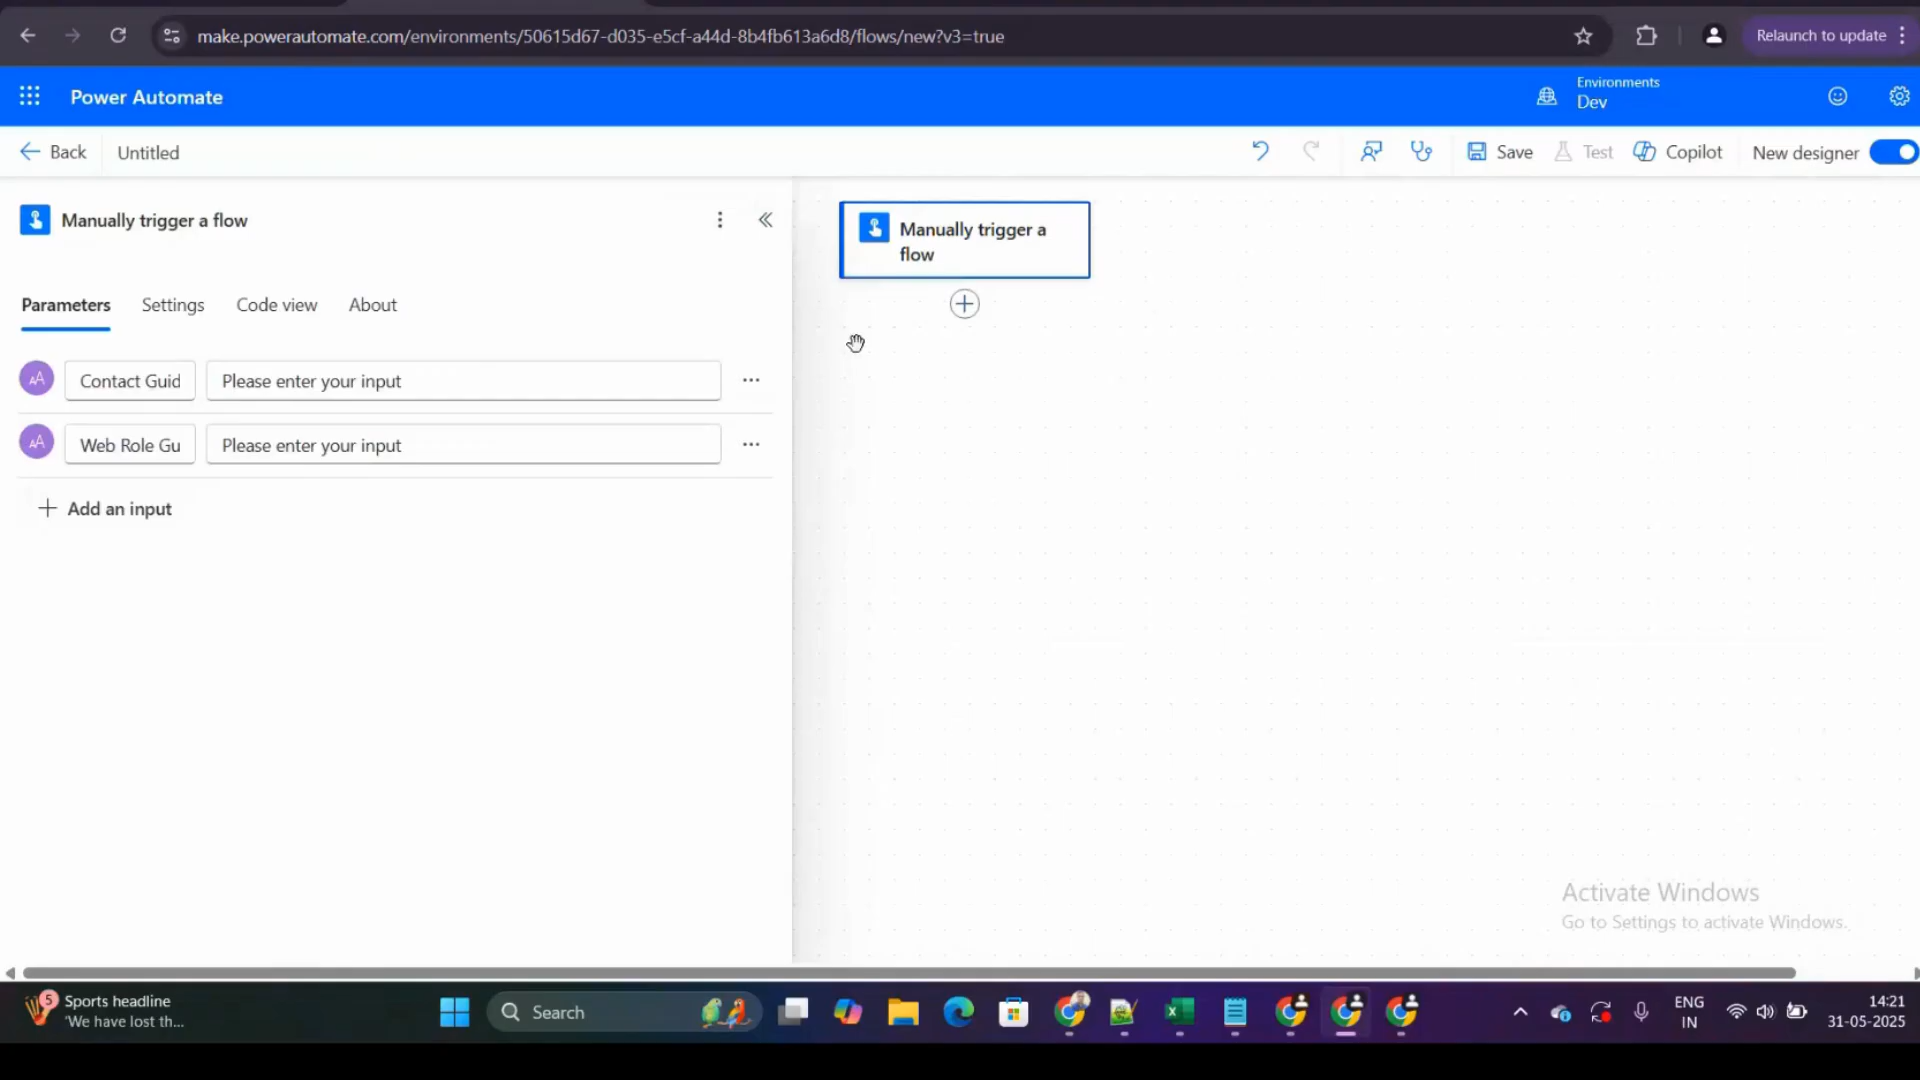 make.powerautomate.com/environments/50615d67-d035-e5cf-a44d-8b4fb613a6d8/flows/new?v3=true
Relaunch to update
Power Automate
Environments
Dev
Back
Untitled
Save
Test
Copilot
New designer
Manually trigger a flow
Manually trigger a
flow
Parameters
Settings
Code view
About
Contact Guid
Please enter your input
Web Role Gu
Please enter your input
Add an input
Activate Windows
Go to Settings to activate Windows.
5
Sports headline
'We have lost th...
Search
ENG
IN
14:21
31-05-2025